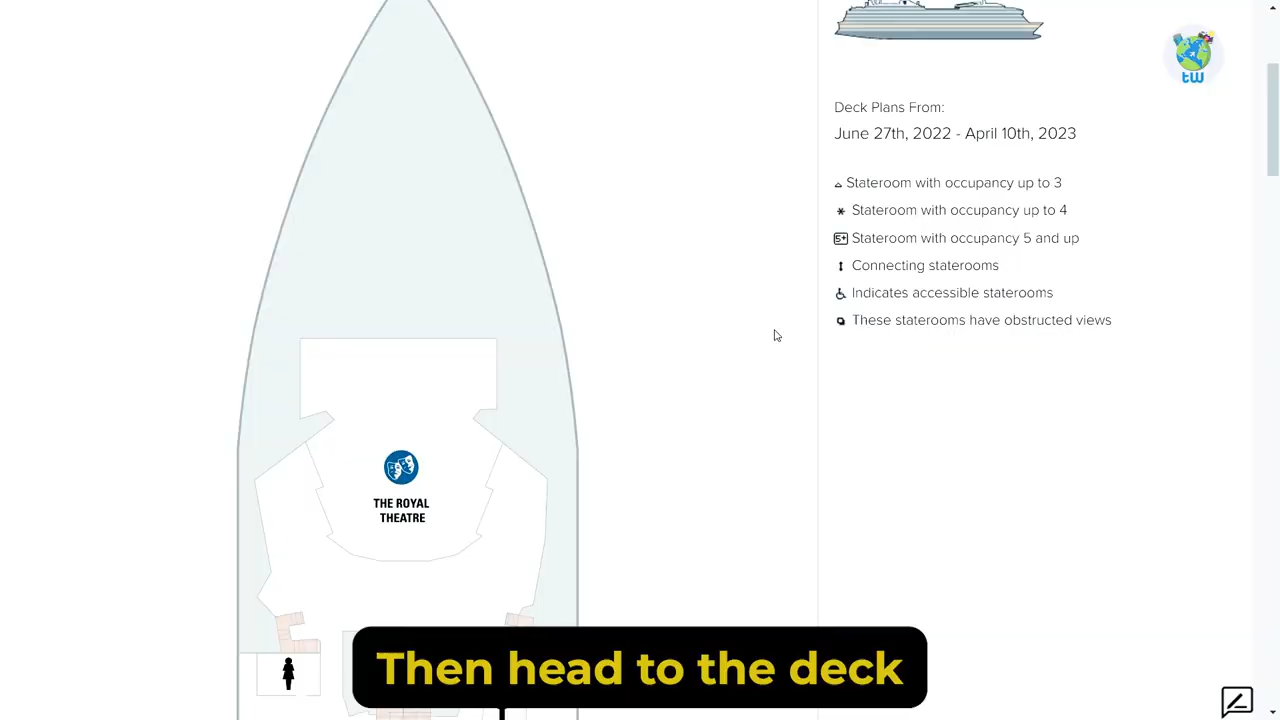 tw
Deck Plans From:
June 27th, 2022 - April 10th, 2023
Stateroom with occupancy up to 3
Stateroom with occupancy up to 4
5+ Stateroom with occupancy 5 and up
Connecting staterooms
Indicates accessible staterooms
These staterooms have obstructed views
THE ROYAL
THEATRE
Then head to the deck